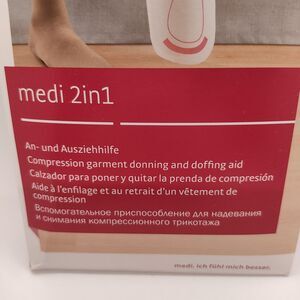 medi 2in1
An- und Ausziehhilfe
Compression garment donning and doffing aid
Calzador para poner y quitar la prenda de compresión
Aide à l'enfilage et au retrait d'un vêtement de
compression
Вспомогательное приспособление для надевания
и снимания компрессионного трикотажа
medi. ich fühl mich besser.